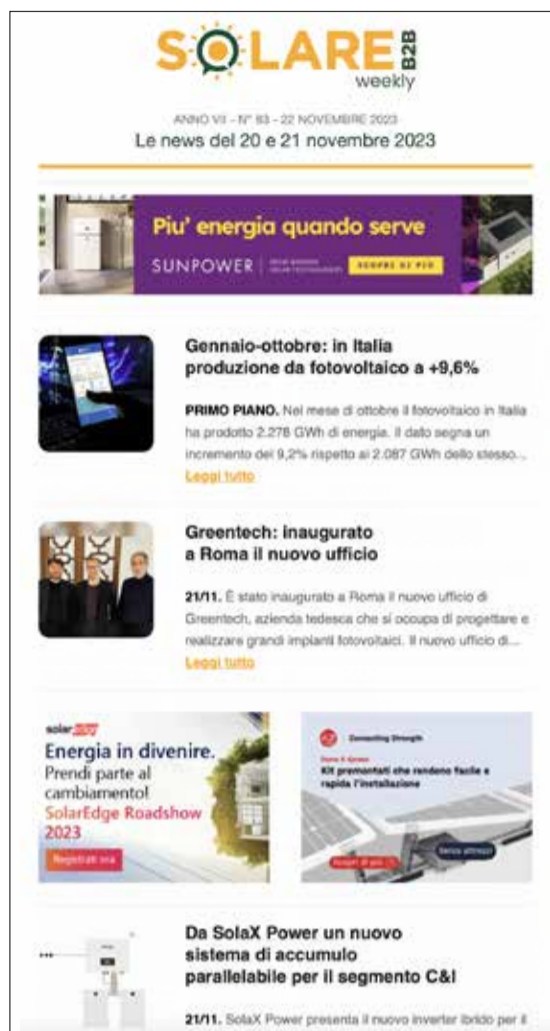 SOLARE B2B
weekly
ANNO VII - N° 83 - 22 NOVEMBRE 2023
Le news del 20 e 21 novembre 2023
Piu' energia quando serve
SUNPOWER
SCOPRI DI PIÙ
Gennaio-ottobre: in Italia
produzione da fotovoltaico a +9,6%
PRIMO PIANO. Nel mese di ottobre il fotovoltaico in Italia
ha prodotto 2.278 GWh di energia. Il dato segna un
incremento del 9,2% rispetto ai 2.087 GWh dello stesso...
Leggi tutto
Greentech: inaugurato
a Roma il nuovo ufficio
21/11. È stato inaugurato a Roma il nuovo ufficio di
Greentech, azienda tedesca che si occupa di progettare e
realizzare grandi impianti fotovoltaici. Il nuovo ufficio di...
Leggi tutto
solaredge
Energia in divenire.
Prendi parte al
cambiamento!
SolarEdge Roadshow
2023
Registrati ora
Connecting Strength
Kit premontati che rendono facile e
rapida l'installazione
Senza attrezzi
Scopri di più
Da SolaX Power un nuovo
sistema di accumulo
parallelabile per il segmento C&I
21/11. SolaX Power presenta il nuovo inverter ibrido per il